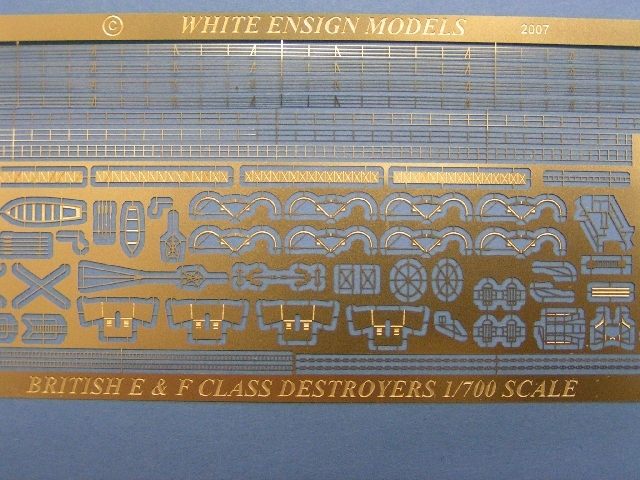 © WHITE ENSIGN MODELS 2007
BRITISH E & F CLASS DESTROYERS 1/700 SCALE